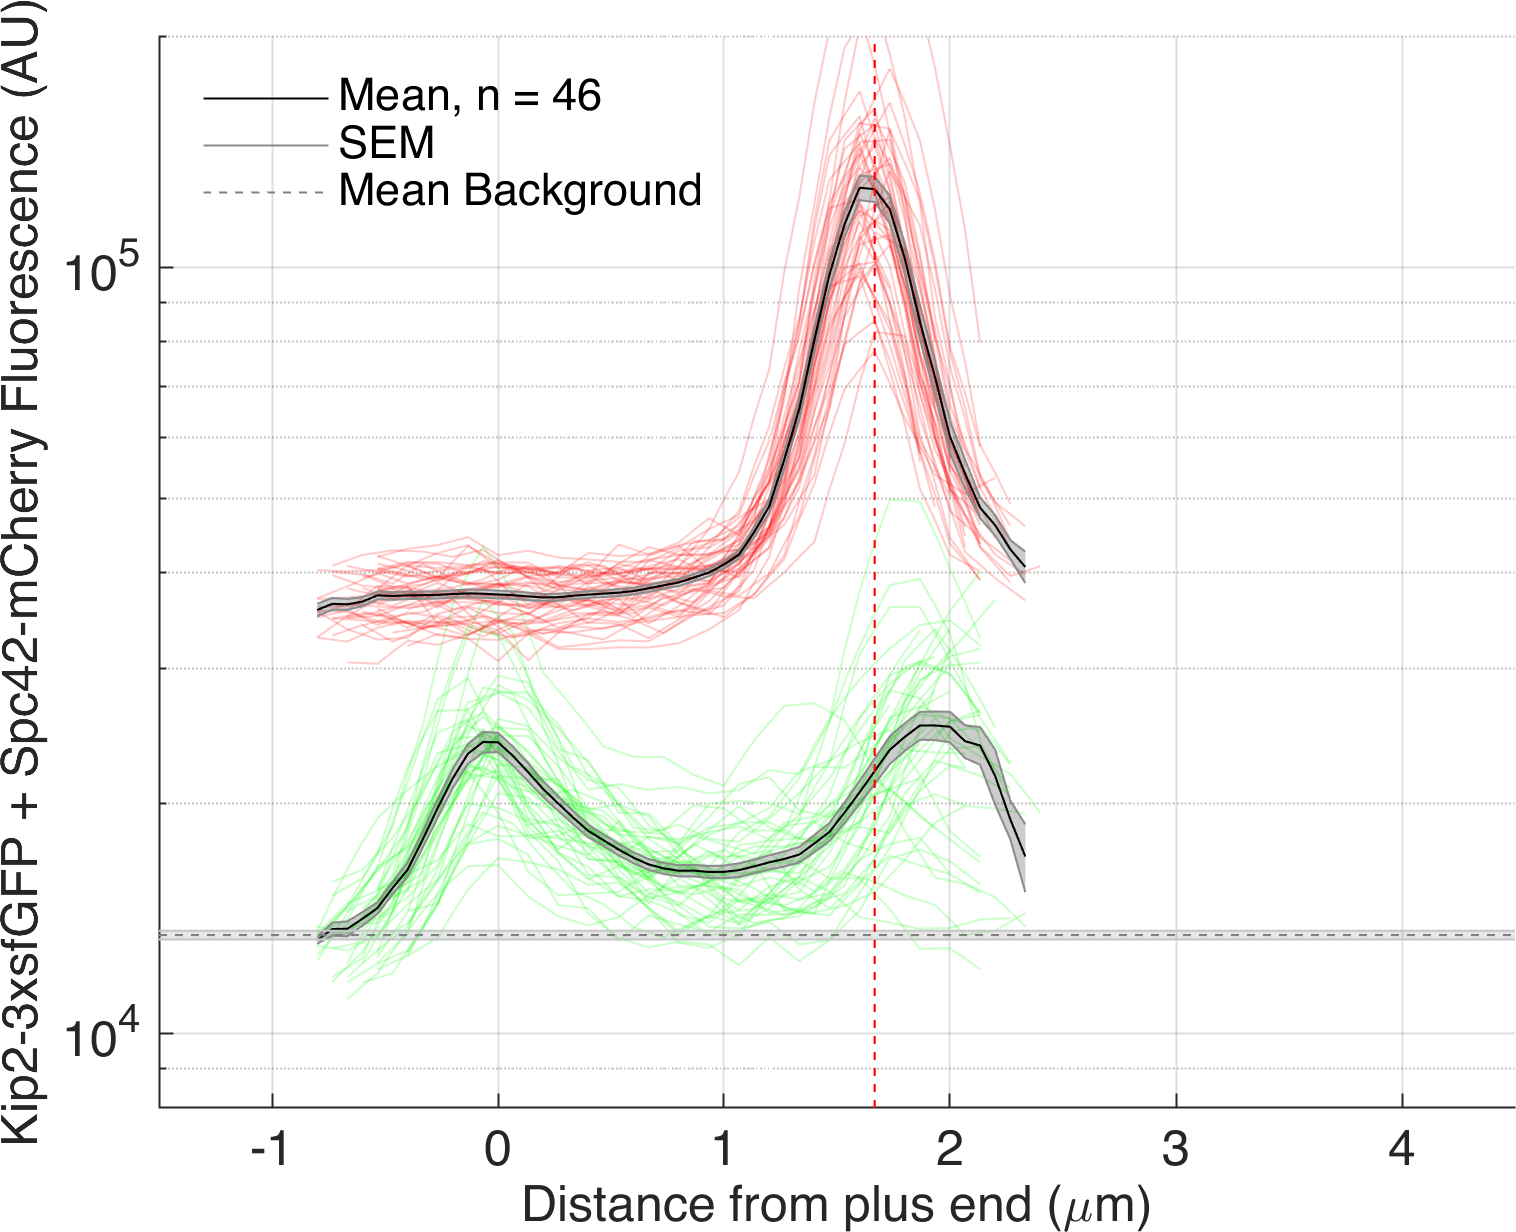 Kip2-3xsfGFP + Spc42-mCherry Fluorescence (AU)
Mean, n = 46
SEM
Mean Background
10^5
10^4
-1 0 1 2 3 4
Distance from plus end (μm)